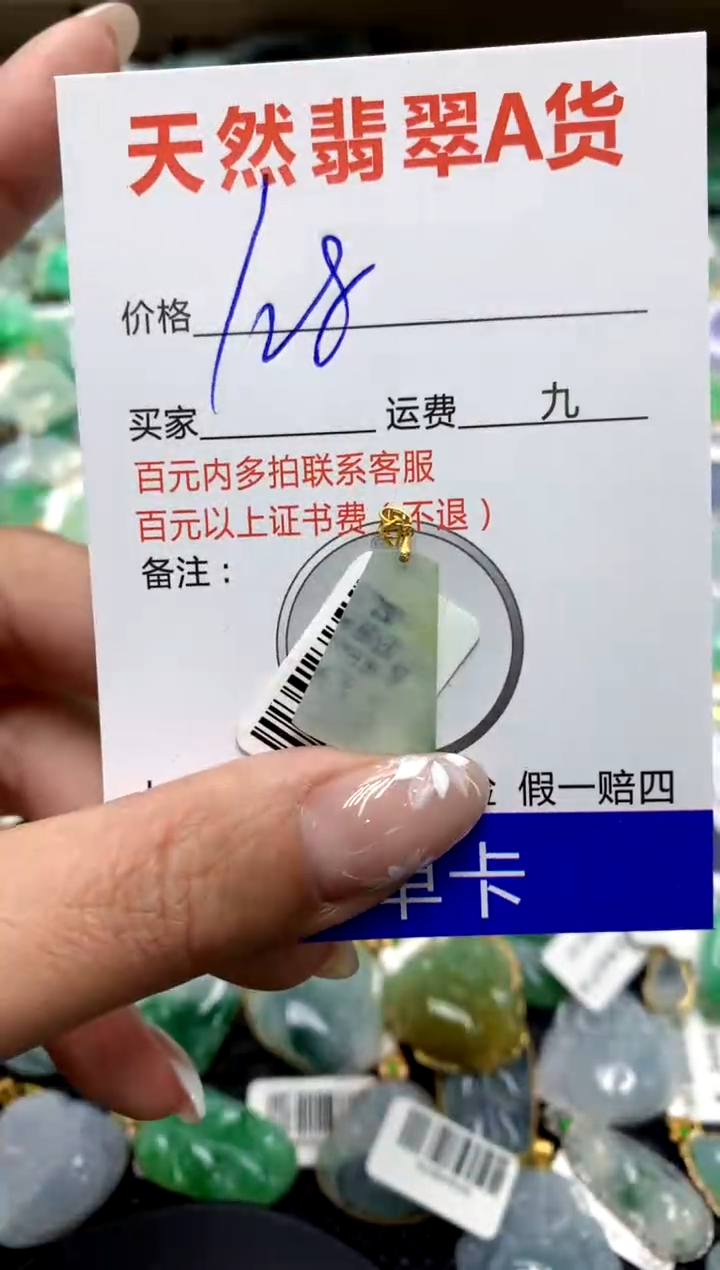 天然翡翠A货
价格 128
买家 运费 九
百元内多拍联系客服
百元以上证书费 不退）
备注：
假一赔四
单卡